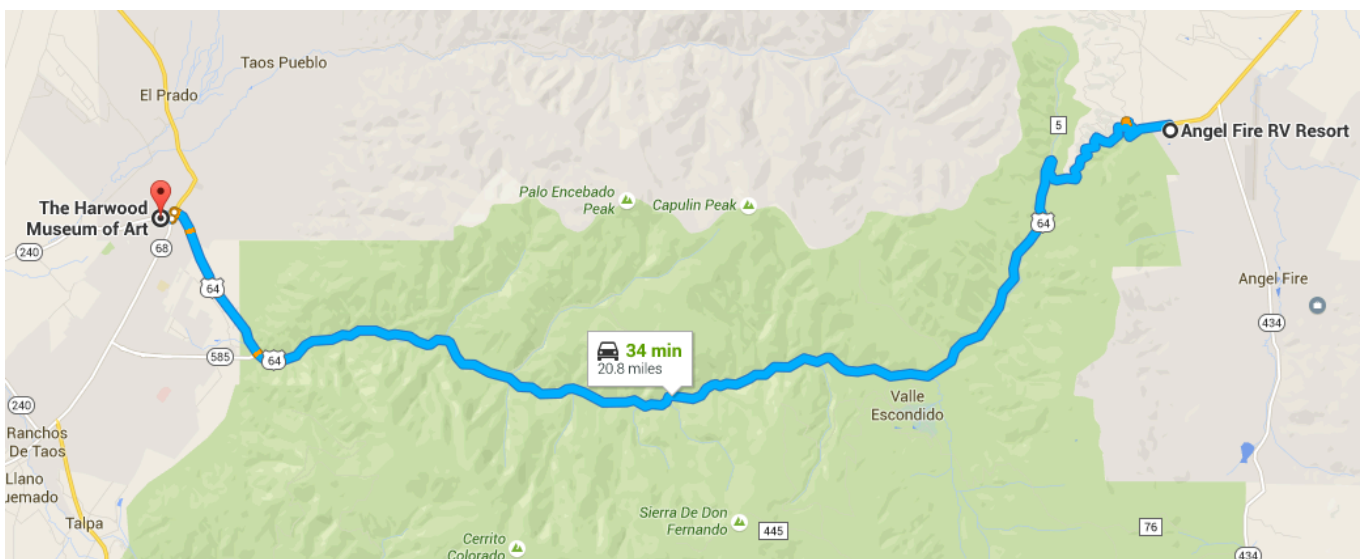 Taos Pueblo
El Prado
5
Angel Fire RV Resort
Palo Encebado
Peak
Capulin Peak
The Harwood
Museum of Art
64
68
240
64
Angel Fire
434
34 min
20.8 miles
585
64
Valle
Escondido
240
Ranchos
De Taos
Llano
uemado
Talpa
Sierra De Don
Fernando
445
76
Cerrito
Colorado
434